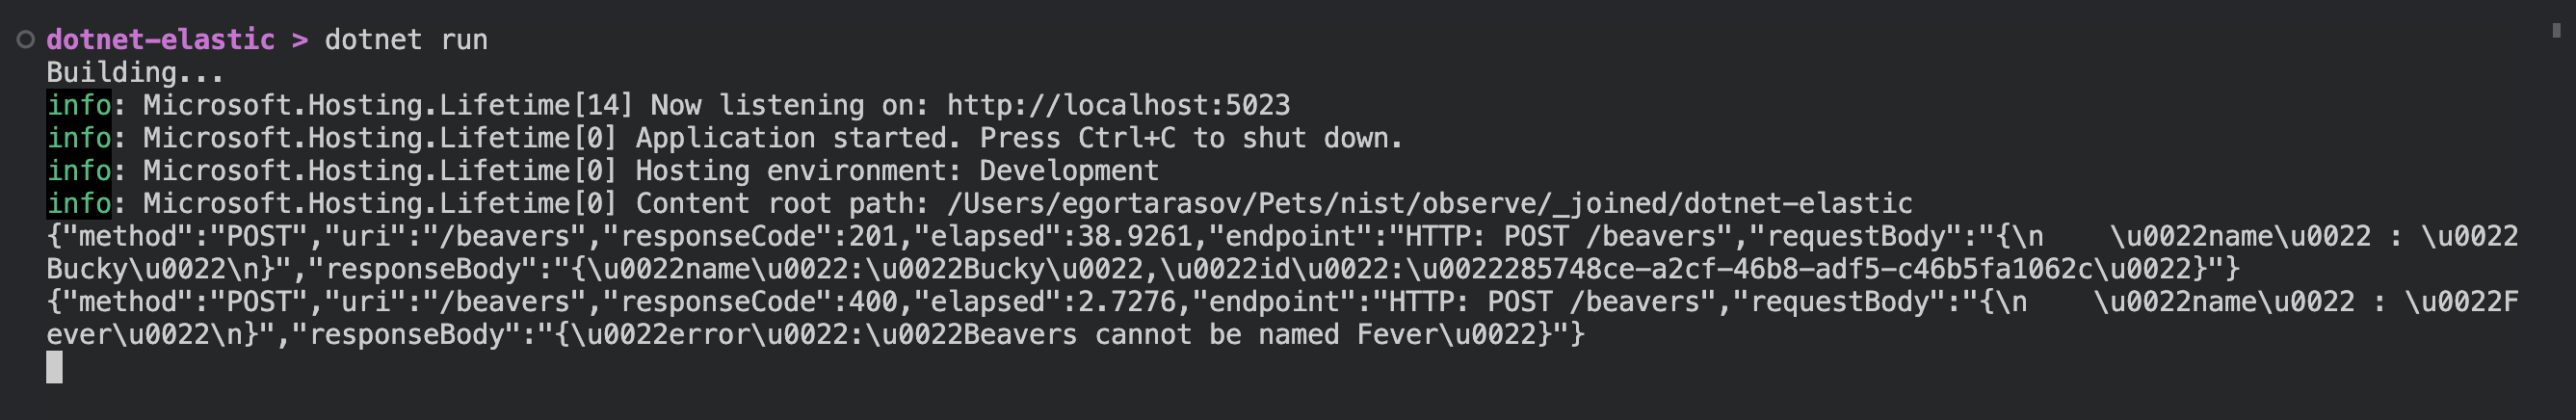 dotnet-elastic > dotnet run
Building...
info: Microsoft.Hosting.Lifetime[14] Now listening on: http://localhost:5023
info: Microsoft.Hosting.Lifetime[0] Application started. Press Ctrl+C to shut down.
info: Microsoft.Hosting.Lifetime[0] Hosting environment: Development
info: Microsoft.Hosting.Lifetime[0] Content root path: /Users/egortarasov/Pets/nist/observe/_joined/dotnet-elastic
{"method":"POST","uri":"/beavers","responseCode":201,"elapsed":38.9261,"endpoint":"HTTP: POST /beavers","requestBody":"{\n    \u0022name\u0022 : \u0022
Bucky\u0022\n}","responseBody":"{\u0022name\u0022:\u0022Bucky\u0022,\u0022id\u0022:\u0022285748ce-a2cf-46b8-adf5-c46b5fa1062c\u0022}"}
{"method":"POST","uri":"/beavers","responseCode":400,"elapsed":2.7276,"endpoint":"HTTP: POST /beavers","requestBody":"{\n    \u0022name\u0022 : \u0022F
ever\u0022\n}","responseBody":"{\u0022error\u0022:\u0022Beavers cannot be named Fever\u0022}"}